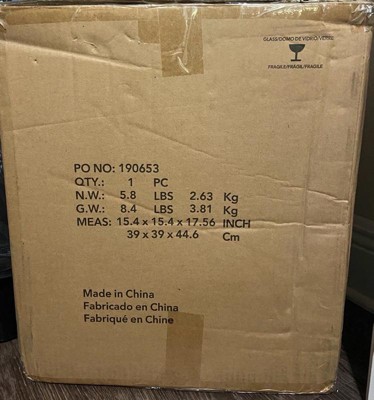 GLASS/DOMO DE VIDRIO/VERRE
FRAGILE/FRÁGIL/FRAGILE
PO NO: 190653
QTY.: 1 PC
N.W.: 5.8 LBS 2.63 Kg
G.W.: 8.4 LBS 3.81 Kg
MEAS: 15.4 x 15.4 x 17.56 INCH
39 x 39 x 44.6 Cm
Made in China
Fabricado en China
Fabriqué en Chine